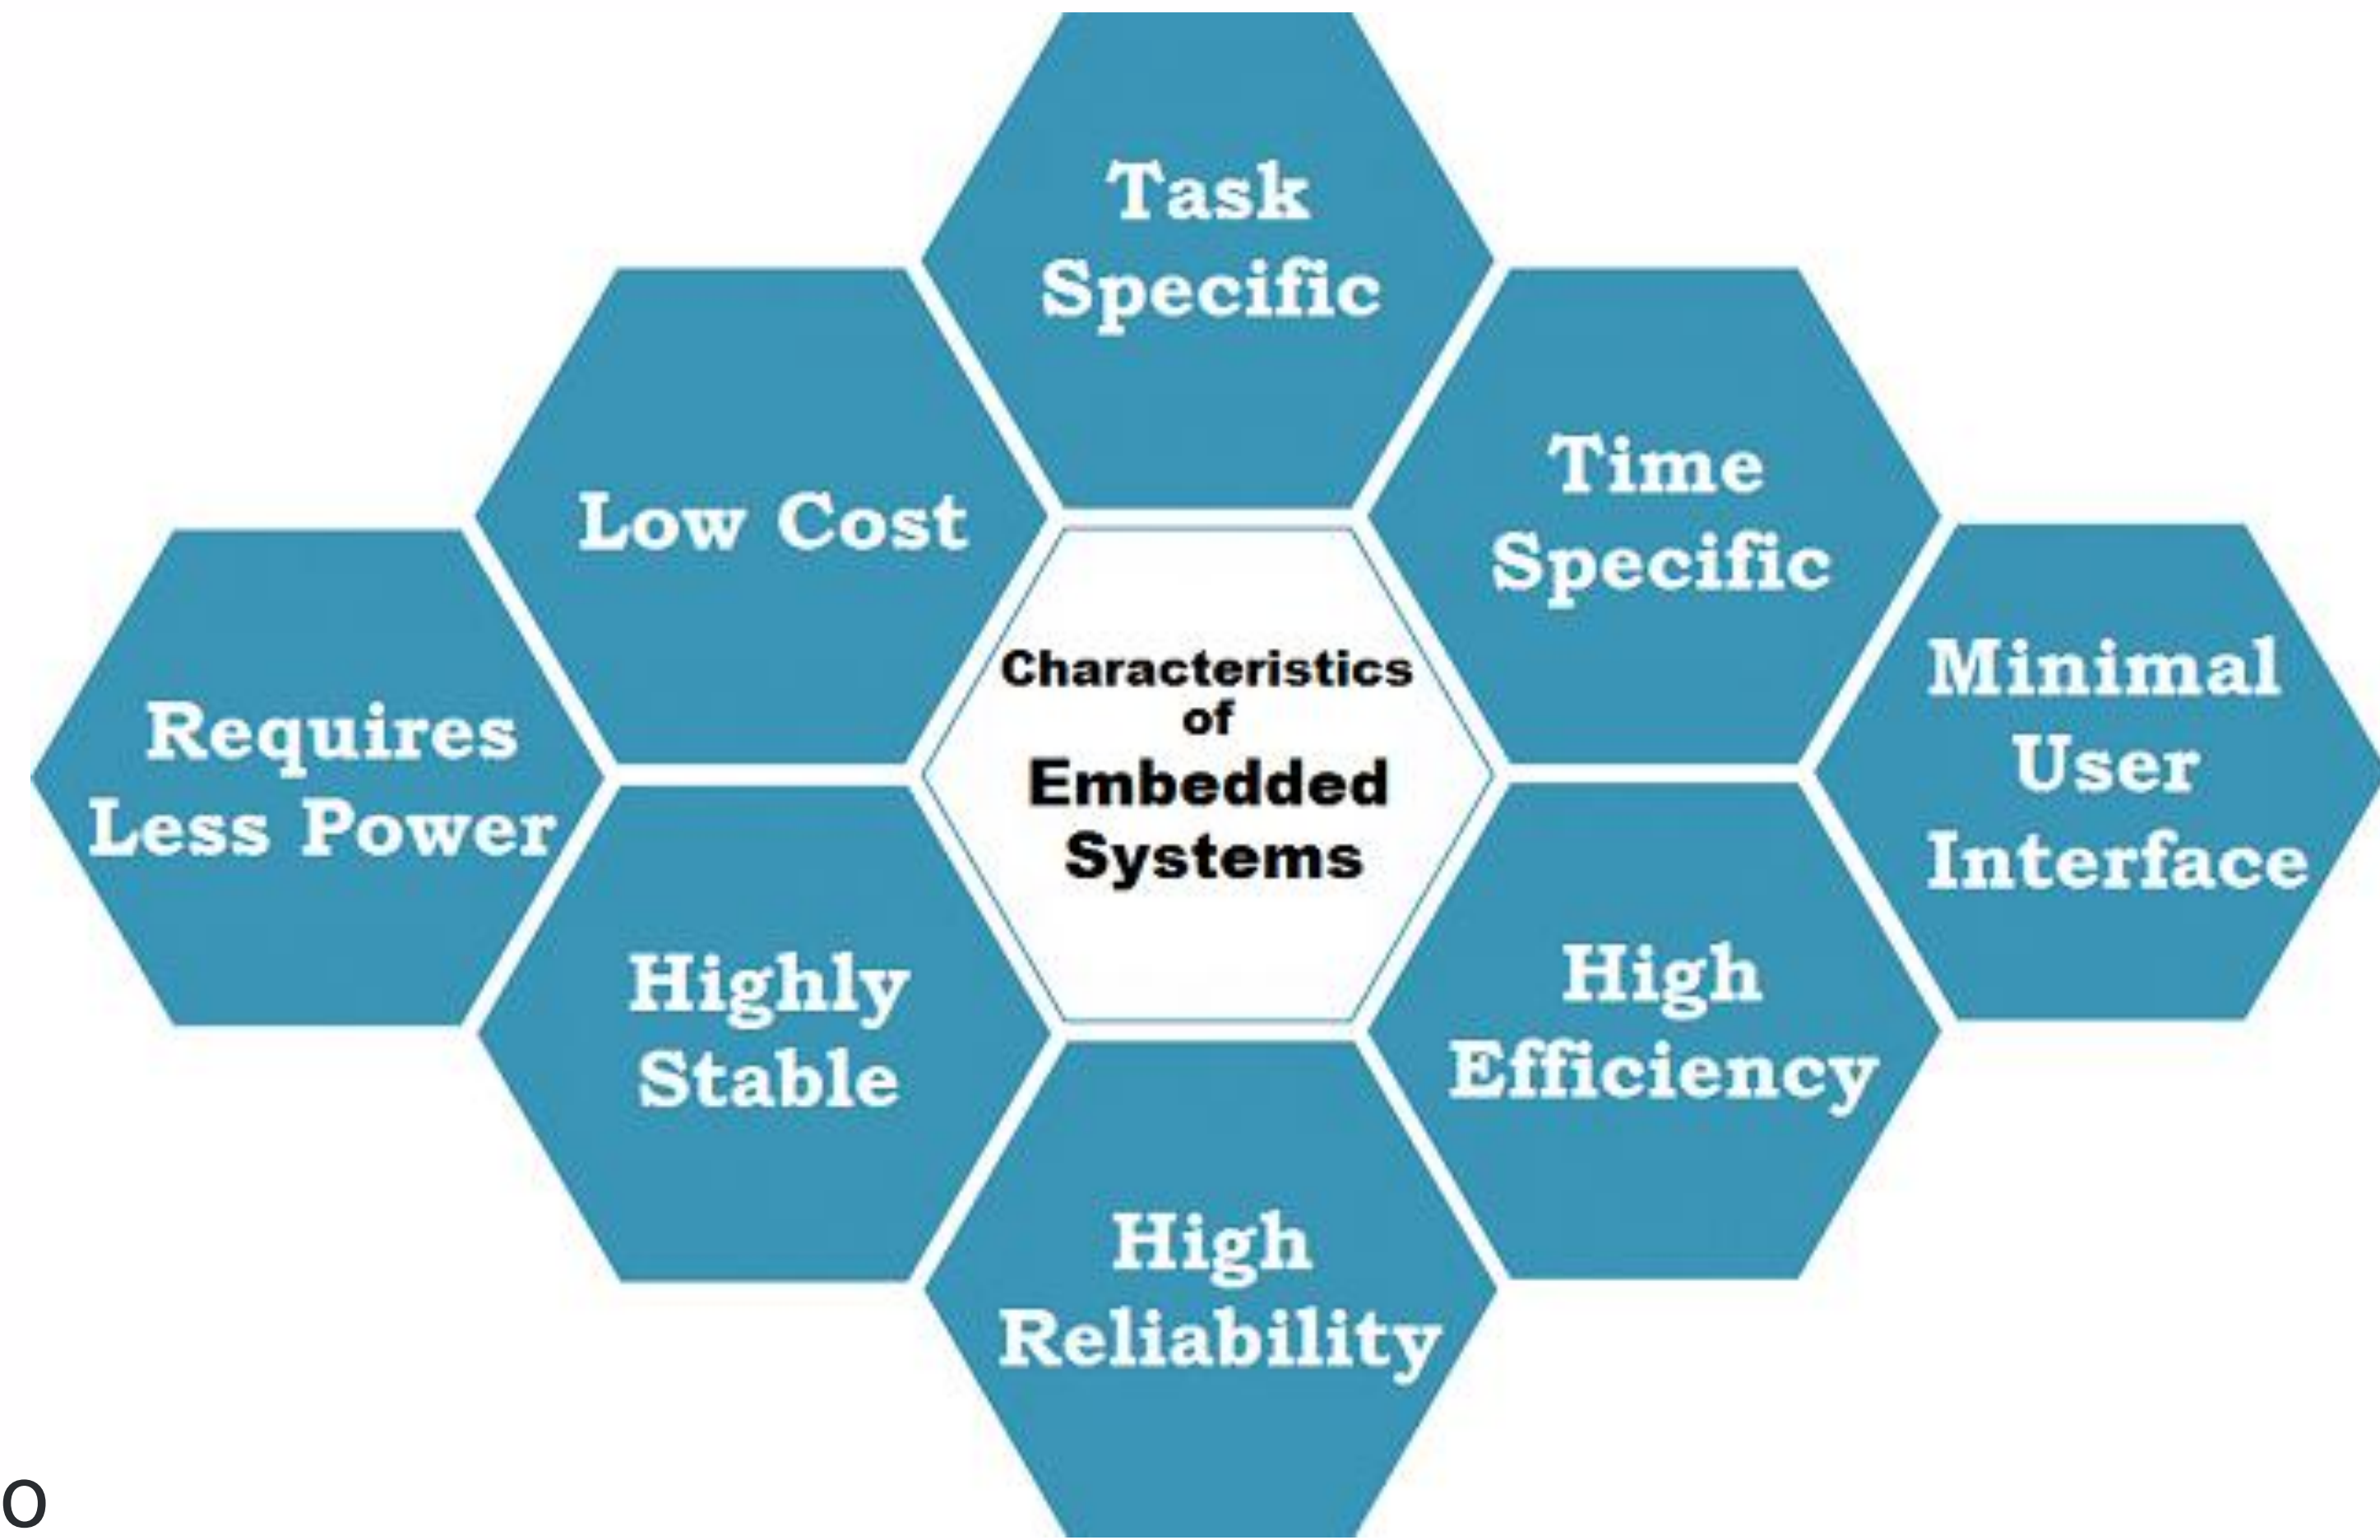 Task
Specific
Low Cost
Time
Specific
Requires
Less Power
Characteristics
of
Embedded
Systems
Minimal
User
Interface
Highly
Stable
High
Efficiency
High
Reliability
o